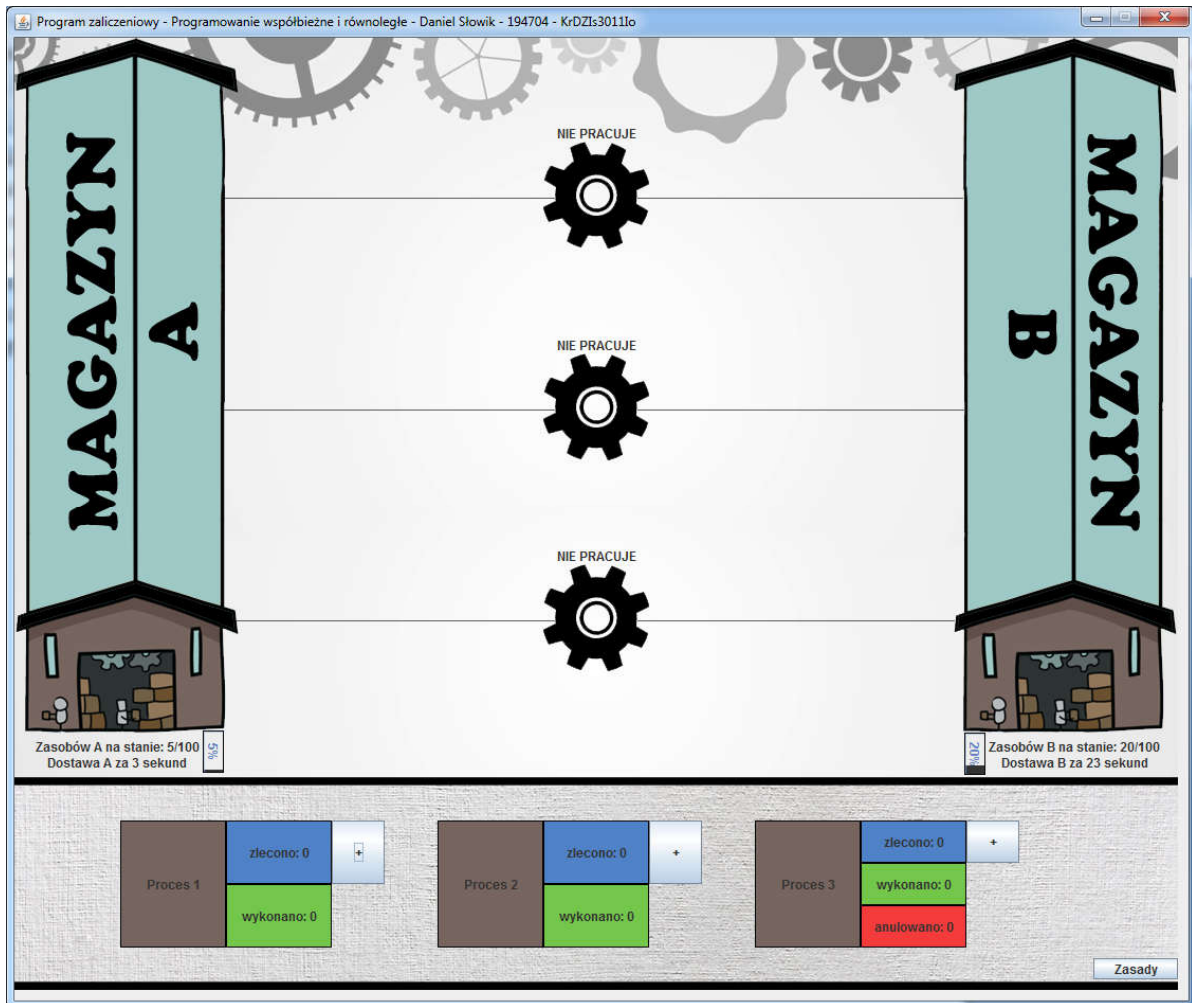 Program zaliczeniowy - Programowanie współbieżne i równoległe - Daniel Słowik - 194704 - KrDZIs3011Io
MAGAZYN
A
NIE PRACUJE
NIE PRACUJE
NIE PRACUJE
MAGAZYN
B
Zasobów A na stanie: 5/100
Dostawa A za 3 sekund
5%
20%
Zasobów B na stanie: 20/100
Dostawa B za 23 sekund
Proces 1
zlecono: 0
+
wykonano: 0
Proces 2
zlecono: 0
+
wykonano: 0
Proces 3
zlecono: 0
+
wykonano: 0
anulowano: 0
Zasady